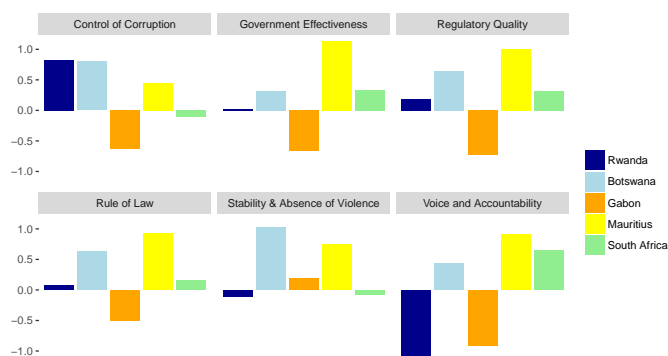 Control of Corruption
Government Effectiveness
Regulatory Quality
1.0
0.5
0.0
−0.5
−1.0
Rwanda
Botswana
Gabon
Mauritius
South Africa
Rule of Law
Stability & Absence of Violence
Voice and Accountability
1.0
0.5
0.0
−0.5
−1.0